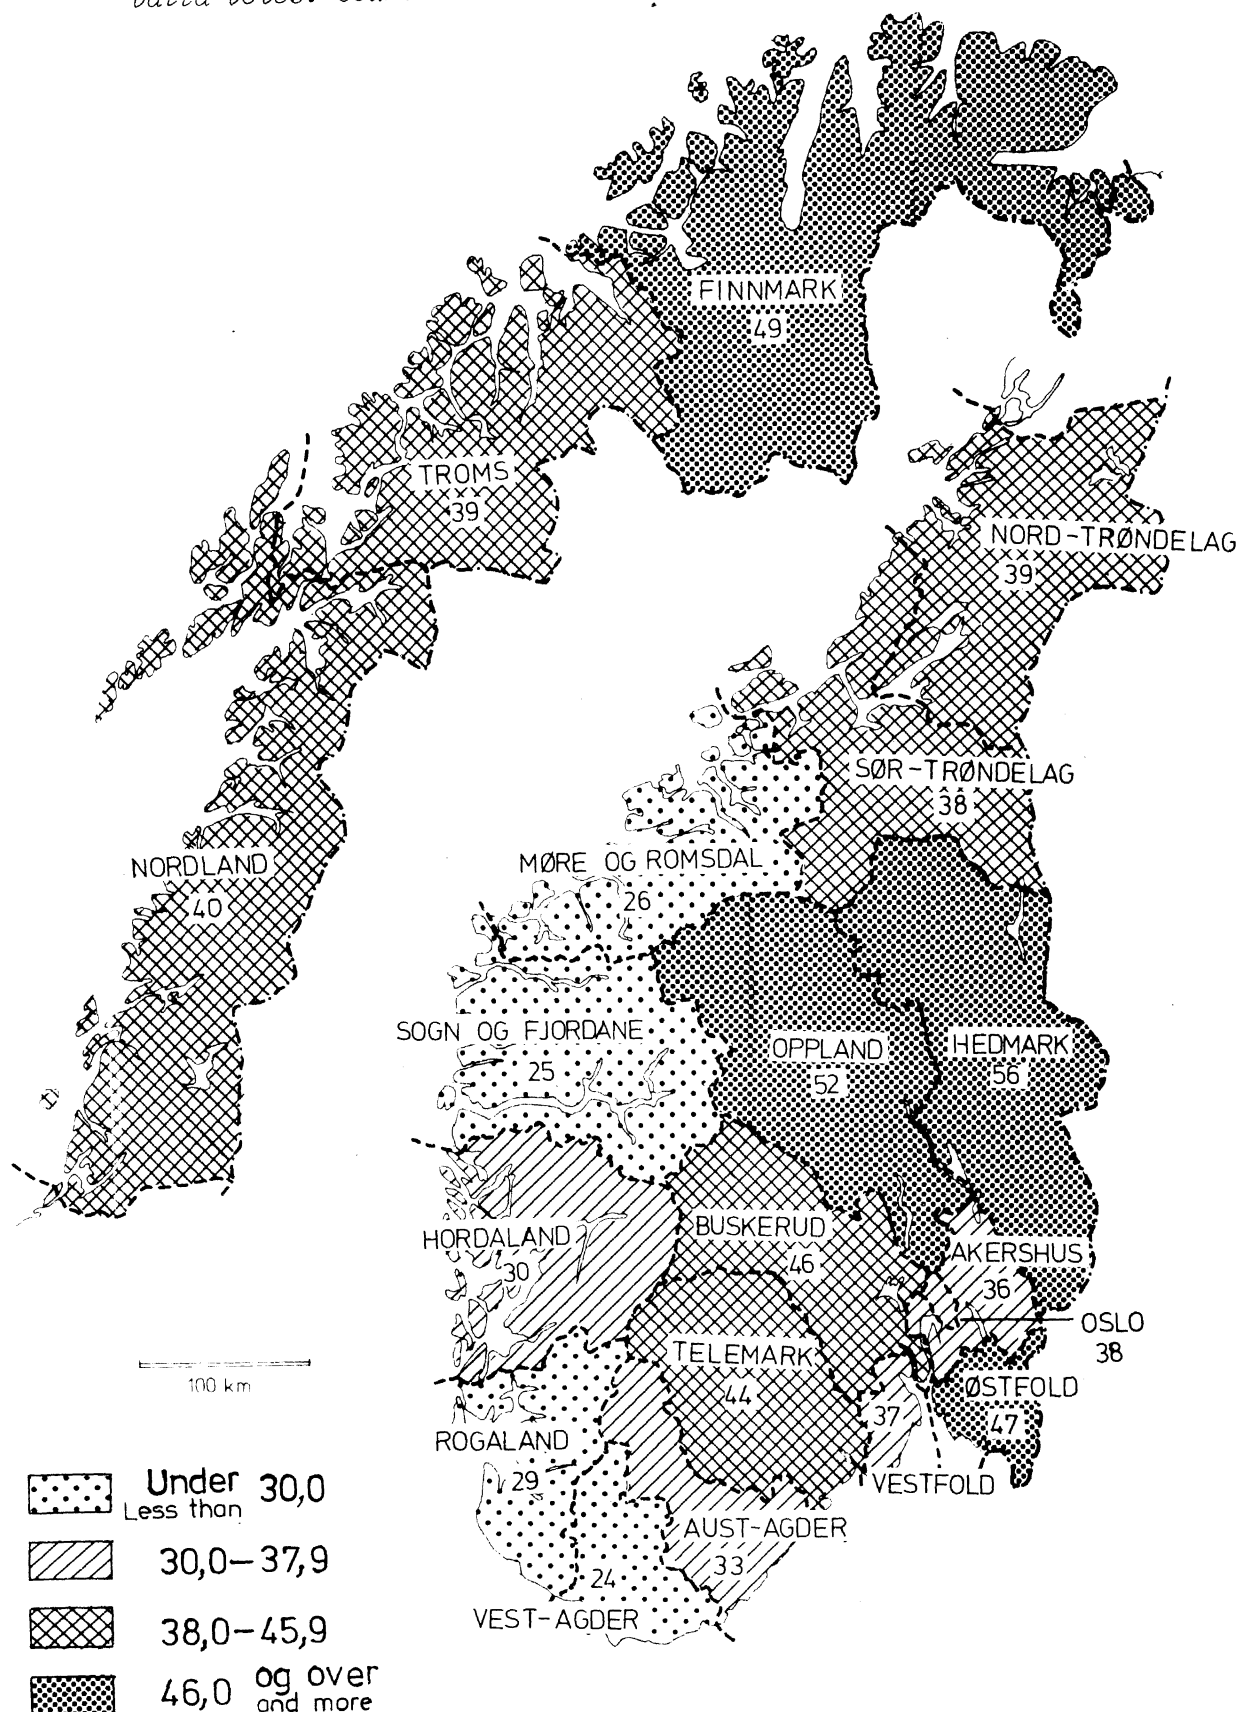 FINNMARK
49
TROMS
39
NORD-TRØNDELAG
39
SØR-TRØNDELAG
38
NORDLAND
40
MØRE OG ROMSDAL
26
SOGN OG FJORDANE
25
OPPLAND
52
HEDMARK
56
HORDALAND
30
BUSKERUD
46
AKERSHUS
36
OSLO
38
TELEMARK
44
ØSTFOLD
47
37
VESTFOLD
ROGALAND
29
AUST-AGDER
33
24
VEST-AGDER
100 km
Under 30,0
Less than
30,0-37,9
38,0-45,9
46,0 og over
and more